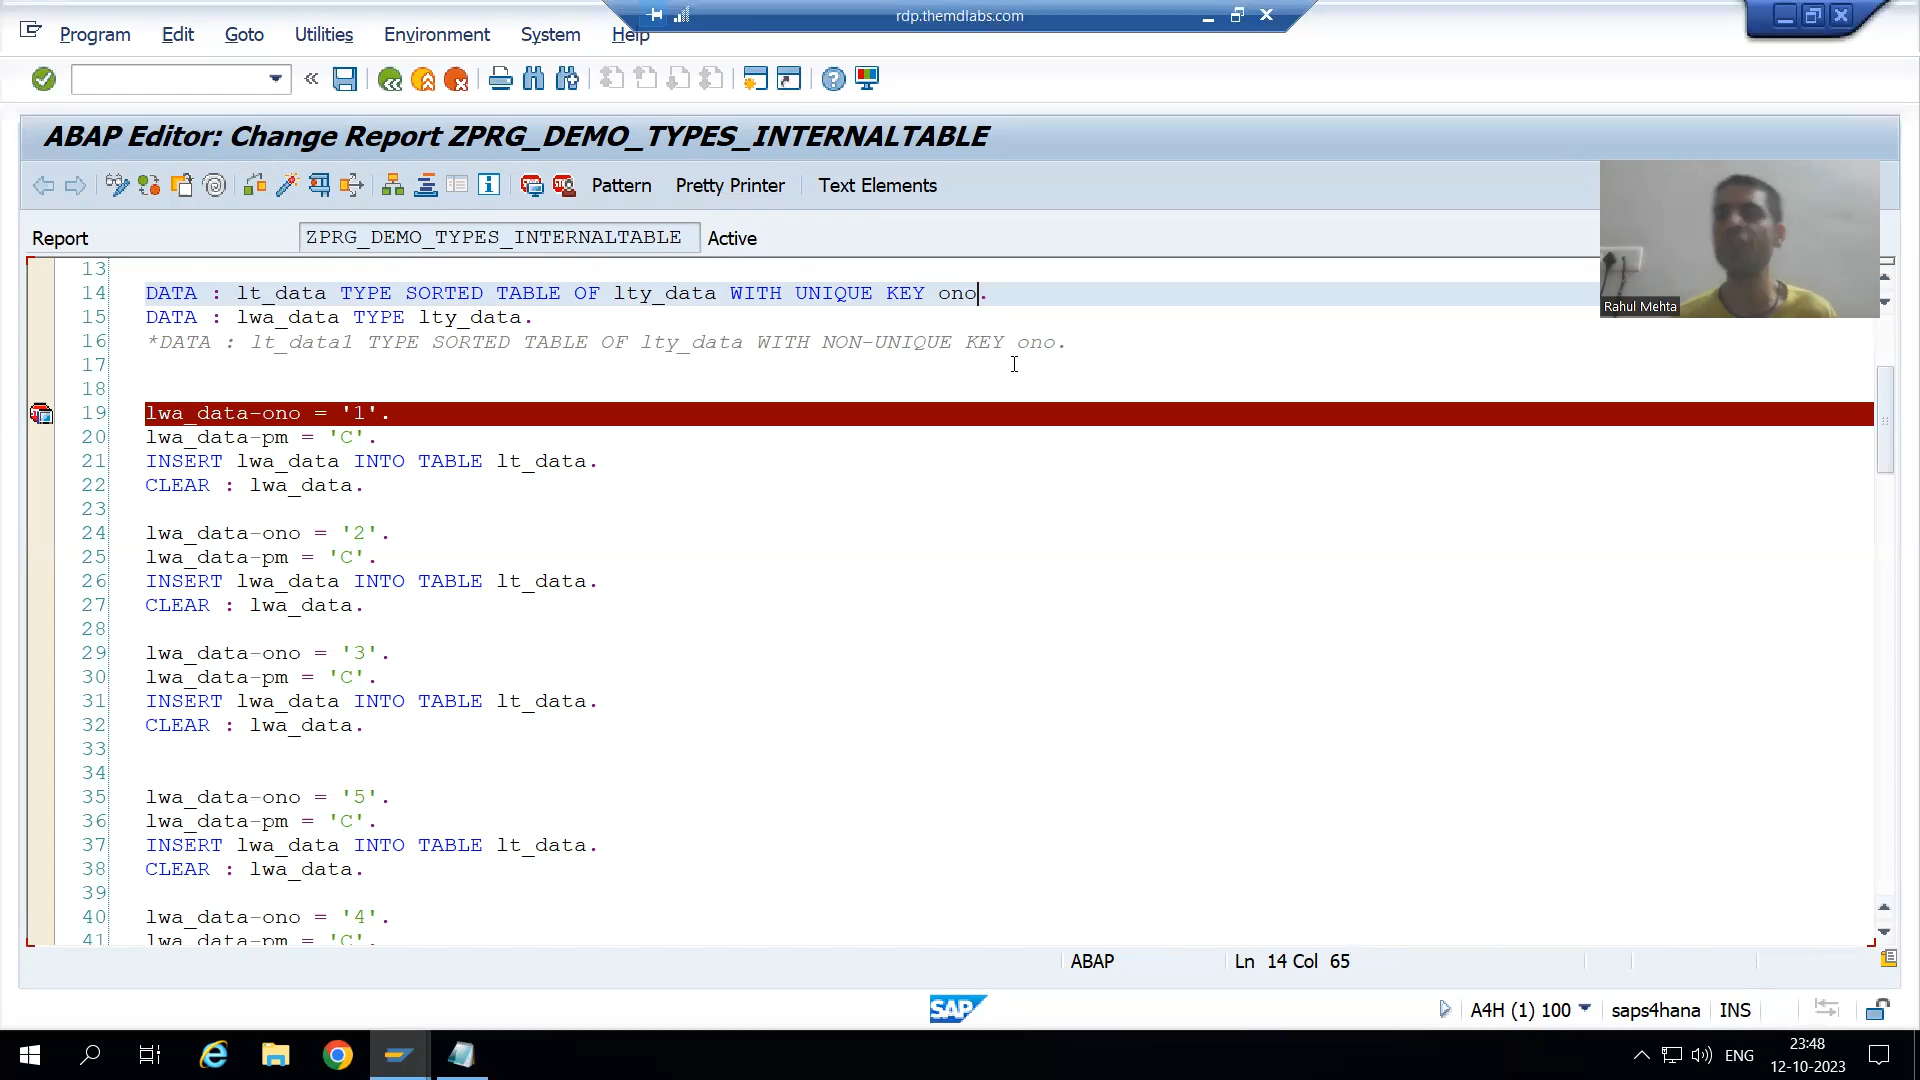 rdp.themdlabs.com
Program Edit Goto Utilities Environment System Help
ABAP Editor: Change Report ZPRG_DEMO_TYPES_INTERNALTABLE
Pattern Pretty Printer Text Elements
Report ZPRG_DEMO_TYPES_INTERNALTABLE Active
Rahul Mehta
13
14 DATA : lt_data TYPE SORTED TABLE OF lty_data WITH UNIQUE KEY ono.
15 DATA : lwa_data TYPE lty_data.
16 *DATA : lt_data1 TYPE SORTED TABLE OF lty_data WITH NON-UNIQUE KEY ono.
17
18
19 lwa_data-ono = '1'.
20 lwa_data-pm = 'C'.
21 INSERT lwa_data INTO TABLE lt_data.
22 CLEAR : lwa_data.
23
24 lwa_data-ono = '2'.
25 lwa_data-pm = 'C'.
26 INSERT lwa_data INTO TABLE lt_data.
27 CLEAR : lwa_data.
28
29 lwa_data-ono = '3'.
30 lwa_data-pm = 'C'.
31 INSERT lwa_data INTO TABLE lt_data.
32 CLEAR : lwa_data.
33
34
35 lwa_data-ono = '5'.
36 lwa_data-pm = 'C'.
37 INSERT lwa_data INTO TABLE lt_data.
38 CLEAR : lwa_data.
39
40 lwa_data-ono = '4'.
41 lwa_data-pm = 'C'.
ABAP Ln 14 Col 65
SAP A4H (1) 100 saps4hana INS
ENG 23:48
12-10-2023